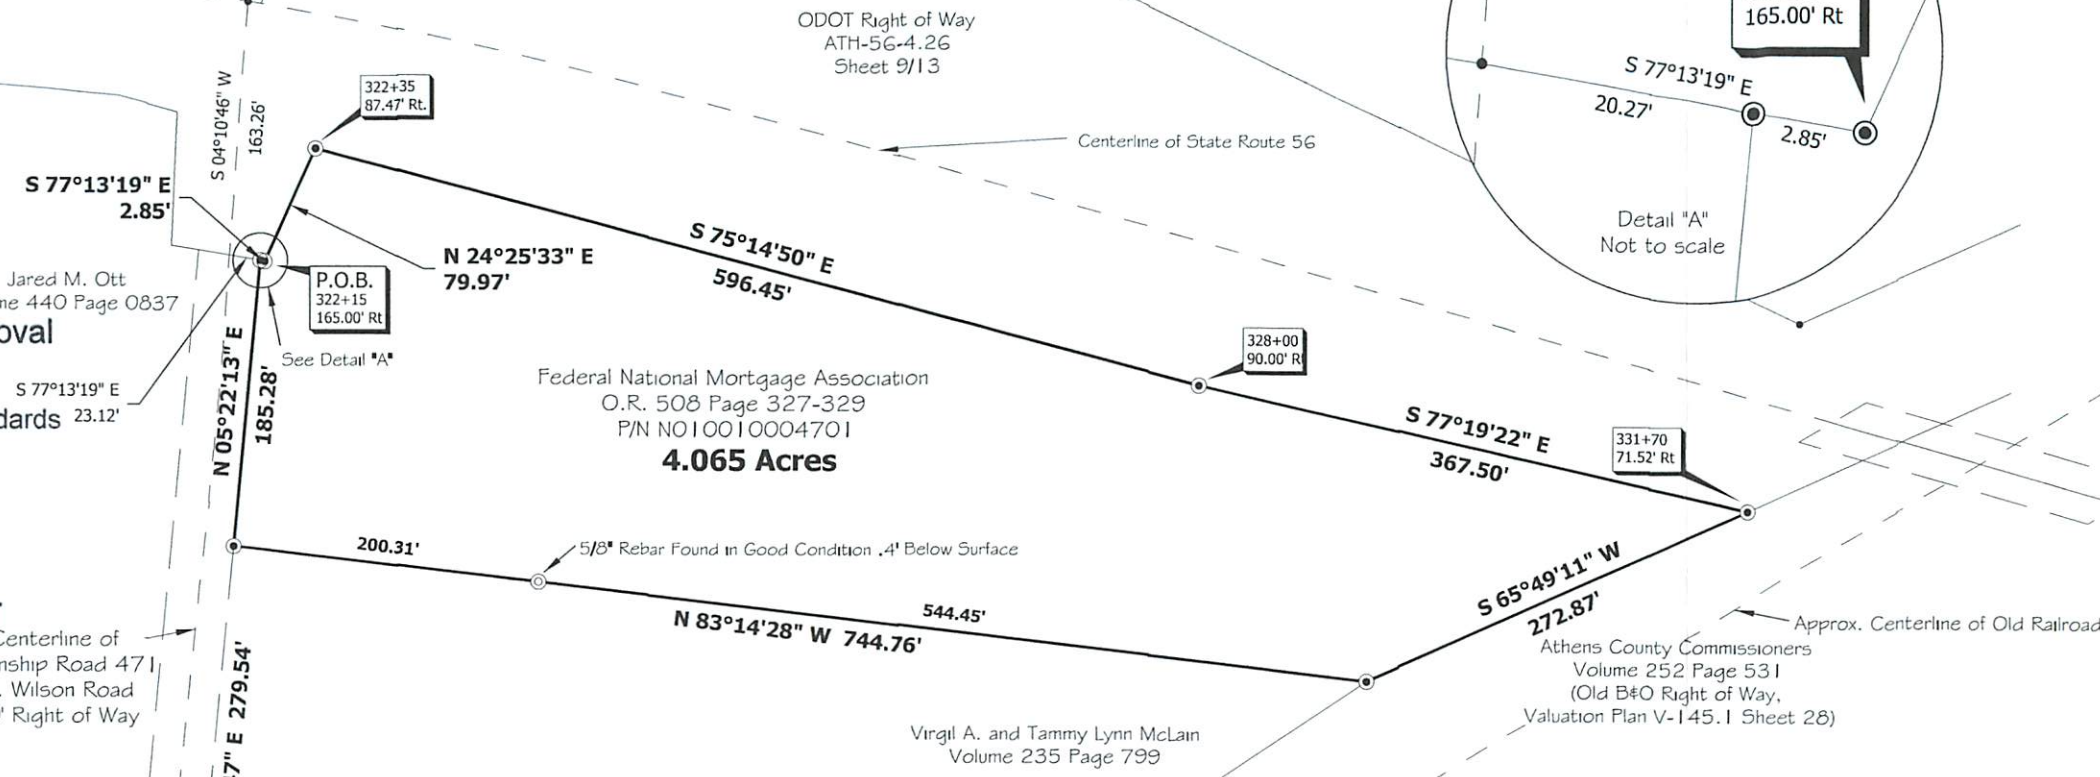 ODOT Right of Way
ATH-56-4.26
Sheet 9/13
165.00' Rt
S 77°13'19" E
20.27'
2.85'
Detail "A"
Not to scale
S 04°10'46" W
163.26'
322+35
87.47' Rt.
Centerline of State Route 56
S 77°13'19" E
2.85'
N 24°25'33" E
79.97'
S 75°14'50" E
596.45'
P.O.B.
322+15
165.00' Rt
Jared M. Ott
440 Page 0837
See Detail "A"
S 77°13'19" E
23.12'
N 05°22'13" E
185.28'
328+00
90.00' R
Federal National Mortgage Association
O.R. 508 Page 327-329
P/N N010010004701
4.065 Acres
S 77°19'22" E
367.50'
331+70
71.52' Rt
200.31'
5/8" Rebar Found in Good Condition .4' Below Surface
544.45'
N 83°14'28" W 744.76'
S 65°49'11" W
272.87'
Approx. Centerline of Old Railroad
Athens County Commissioners
Volume 252 Page 531
(Old B&O Right of Way,
Valuation Plan V-145.1 Sheet 28)
Centerline of
nship Road 471
Wilson Road
' Right of Way
7" E 279.54'
Virgil A. and Tammy Lynn McLain
Volume 235 Page 799